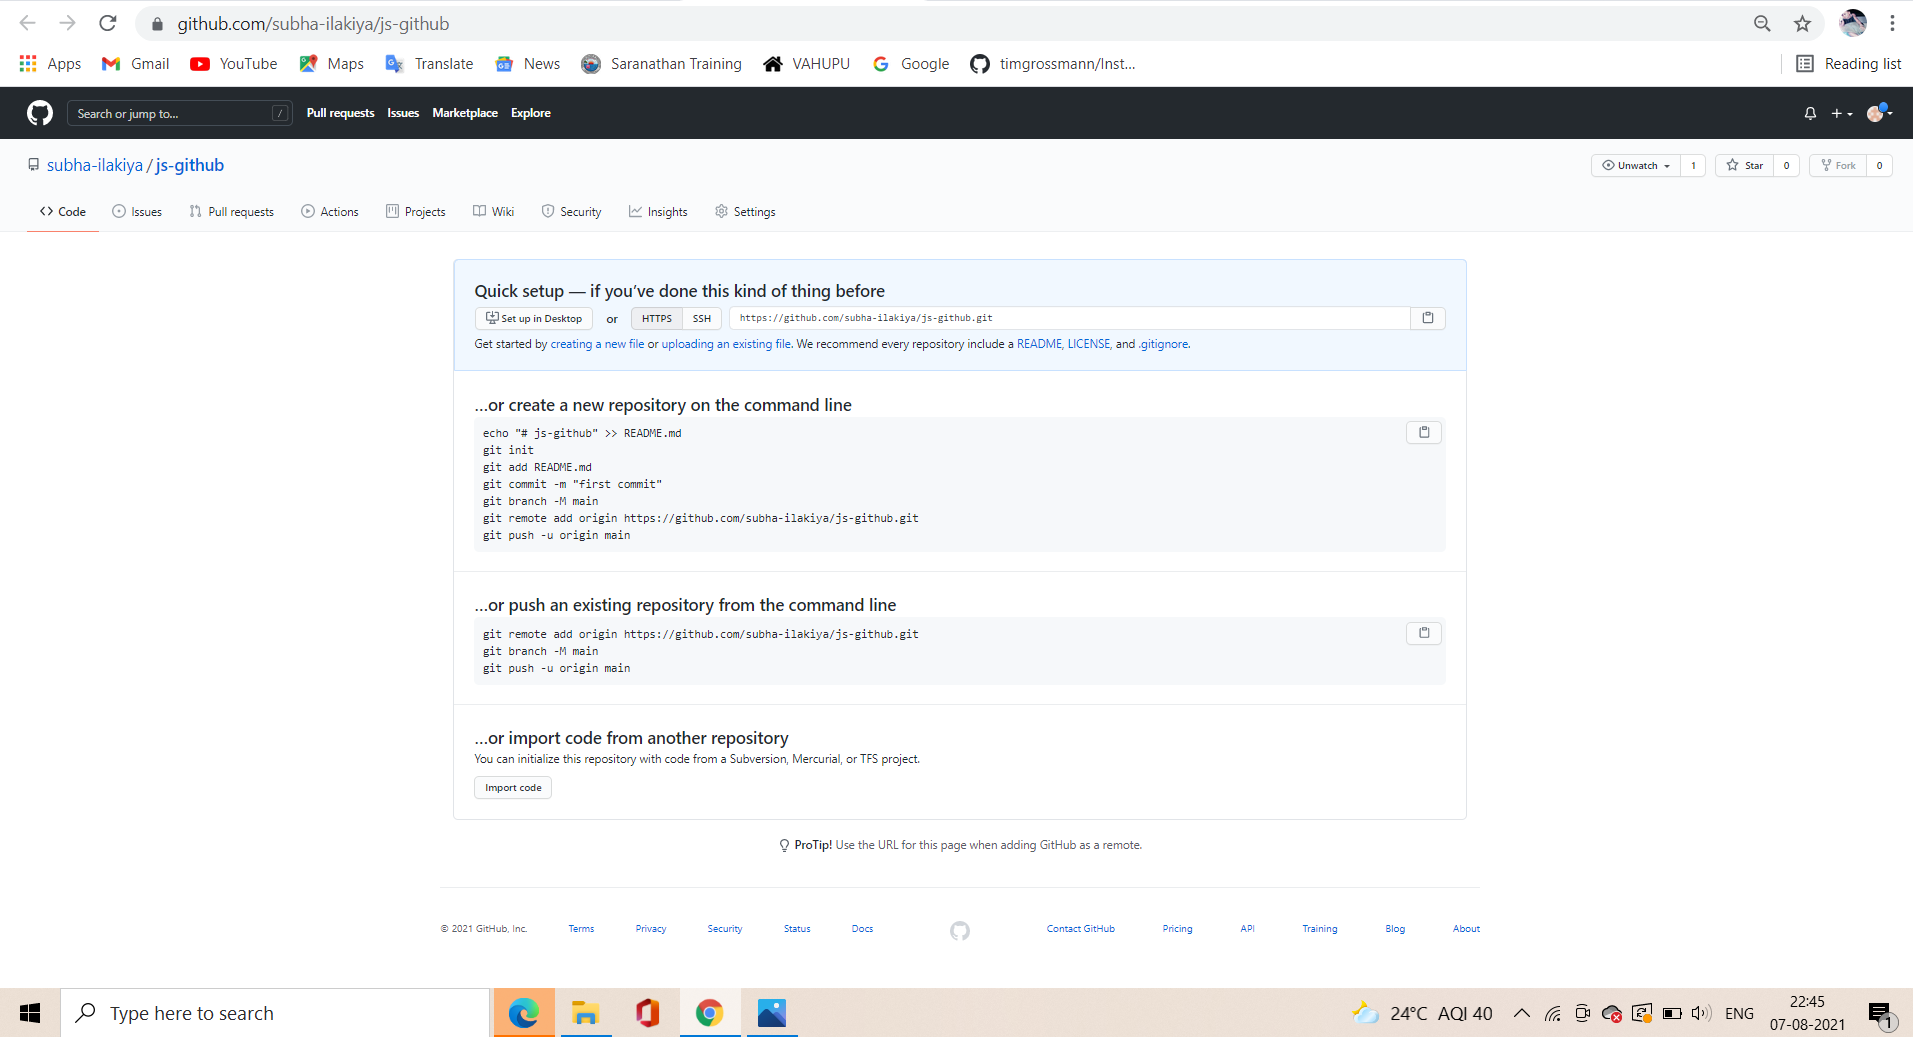 github.com/subha-ilakiya/js-github
Apps Gmail YouTube Maps Translate News Saranathan Training VAHUPU Google timgrossmann/Inst... Reading list
Search or jump to... / Pull requests Issues Marketplace Explore
subha-ilakiya / js-github Unwatch 1 Star 0 Fork 0
Code Issues Pull requests Actions Projects Wiki Security Insights Settings
Quick setup — if you’ve done this kind of thing before
Set up in Desktop or HTTPS SSH https://github.com/subha-ilakiya/js-github.git
Get started by creating a new file or uploading an existing file. We recommend every repository include a README, LICENSE, and .gitignore.
…or create a new repository on the command line
echo "# js-github" >> README.md
git init
git add README.md
git commit -m "first commit"
git branch -M main
git remote add origin https://github.com/subha-ilakiya/js-github.git
git push -u origin main
…or push an existing repository from the command line
git remote add origin https://github.com/subha-ilakiya/js-github.git
git branch -M main
git push -u origin main
…or import code from another repository
You can initialize this repository with code from a Subversion, Mercurial, or TFS project.
Import code
ProTip! Use the URL for this page when adding GitHub as a remote.
© 2021 GitHub, Inc. Terms Privacy Security Status Docs Contact GitHub Pricing API Training Blog About
Type here to search 24°C AQI 40 ENG 22:45
07-08-2021 1